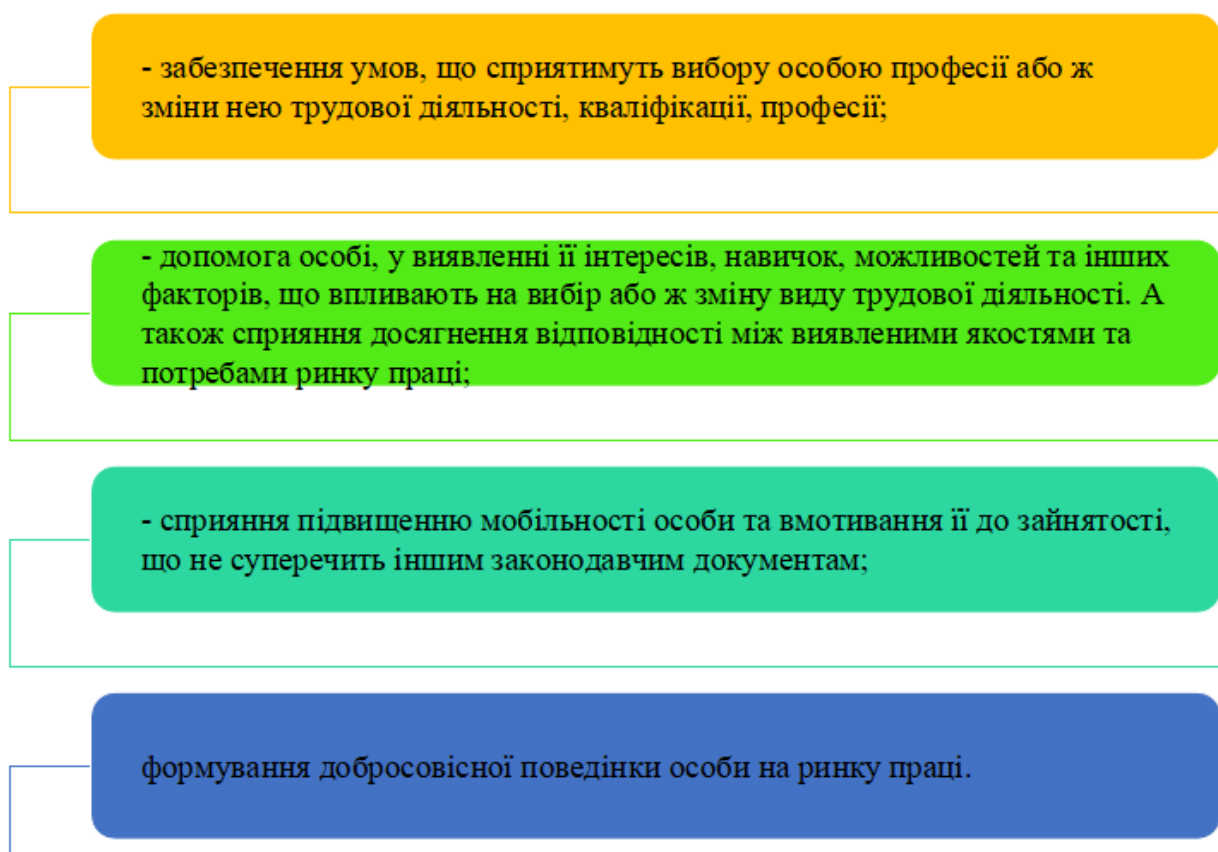 - забезпечення умов, що сприятимуть вибору особою професії або ж
зміни нею трудової діяльності, кваліфікації, професії;
- допомога особі, у виявленні її інтересів, навичок, можливостей та інших
факторів, що впливають на вибір або ж зміну виду трудової діяльності. А
також сприяння досягнення відповідності між виявленими якостями та
потребами ринку праці;
- сприяння підвищенню мобільності особи та вмотивання її до зайнятості,
що не суперечить іншим законодавчим документам;
формування добросовісної поведінки особи на ринку праці.